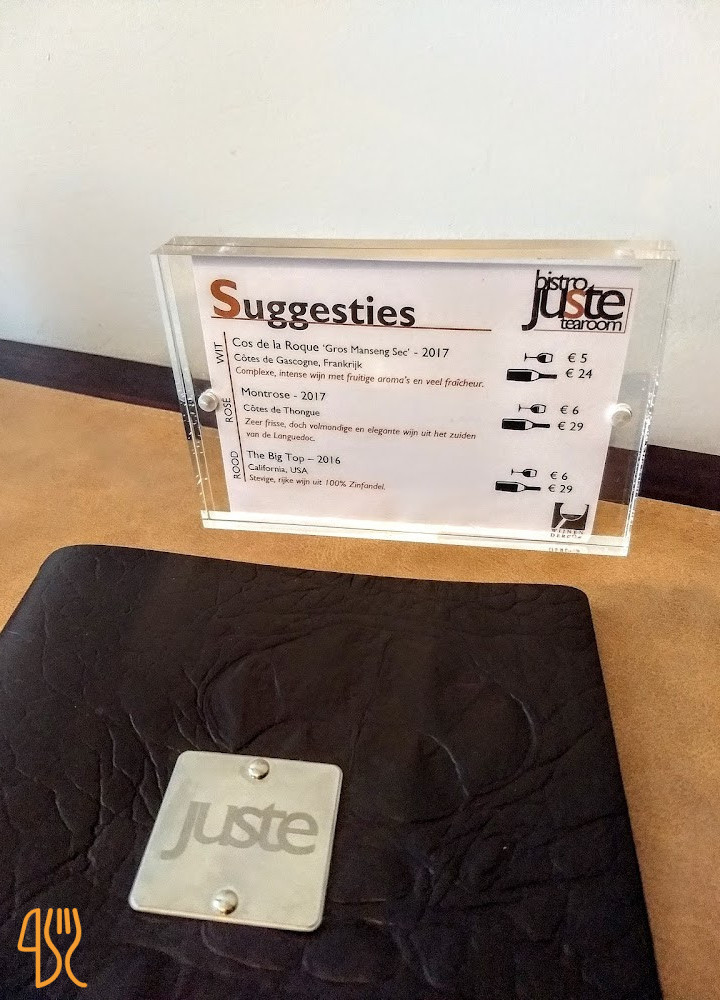 Suggesties
bistro
juste
tearoom
WIT
Cos de la Roque 'Gros Manseng Sec' - 2017
Côtes de Gascogne, Frankrijk
Complexe, intense wijn met fruitige aroma's en veel fraîcheur.
€ 5
€ 24
ROSÉ
Montrose - 2017
Côtes de Thongue
Zeer frisse, doch volmondige en elegante wijn uit het zuiden
van de Languedoc.
€ 6
€ 29
ROOD
The Big Top – 2016
California, USA
Stevige, rijke wijn uit 100% Zinfandel.
€ 6
€ 29
WIJNEN
juste